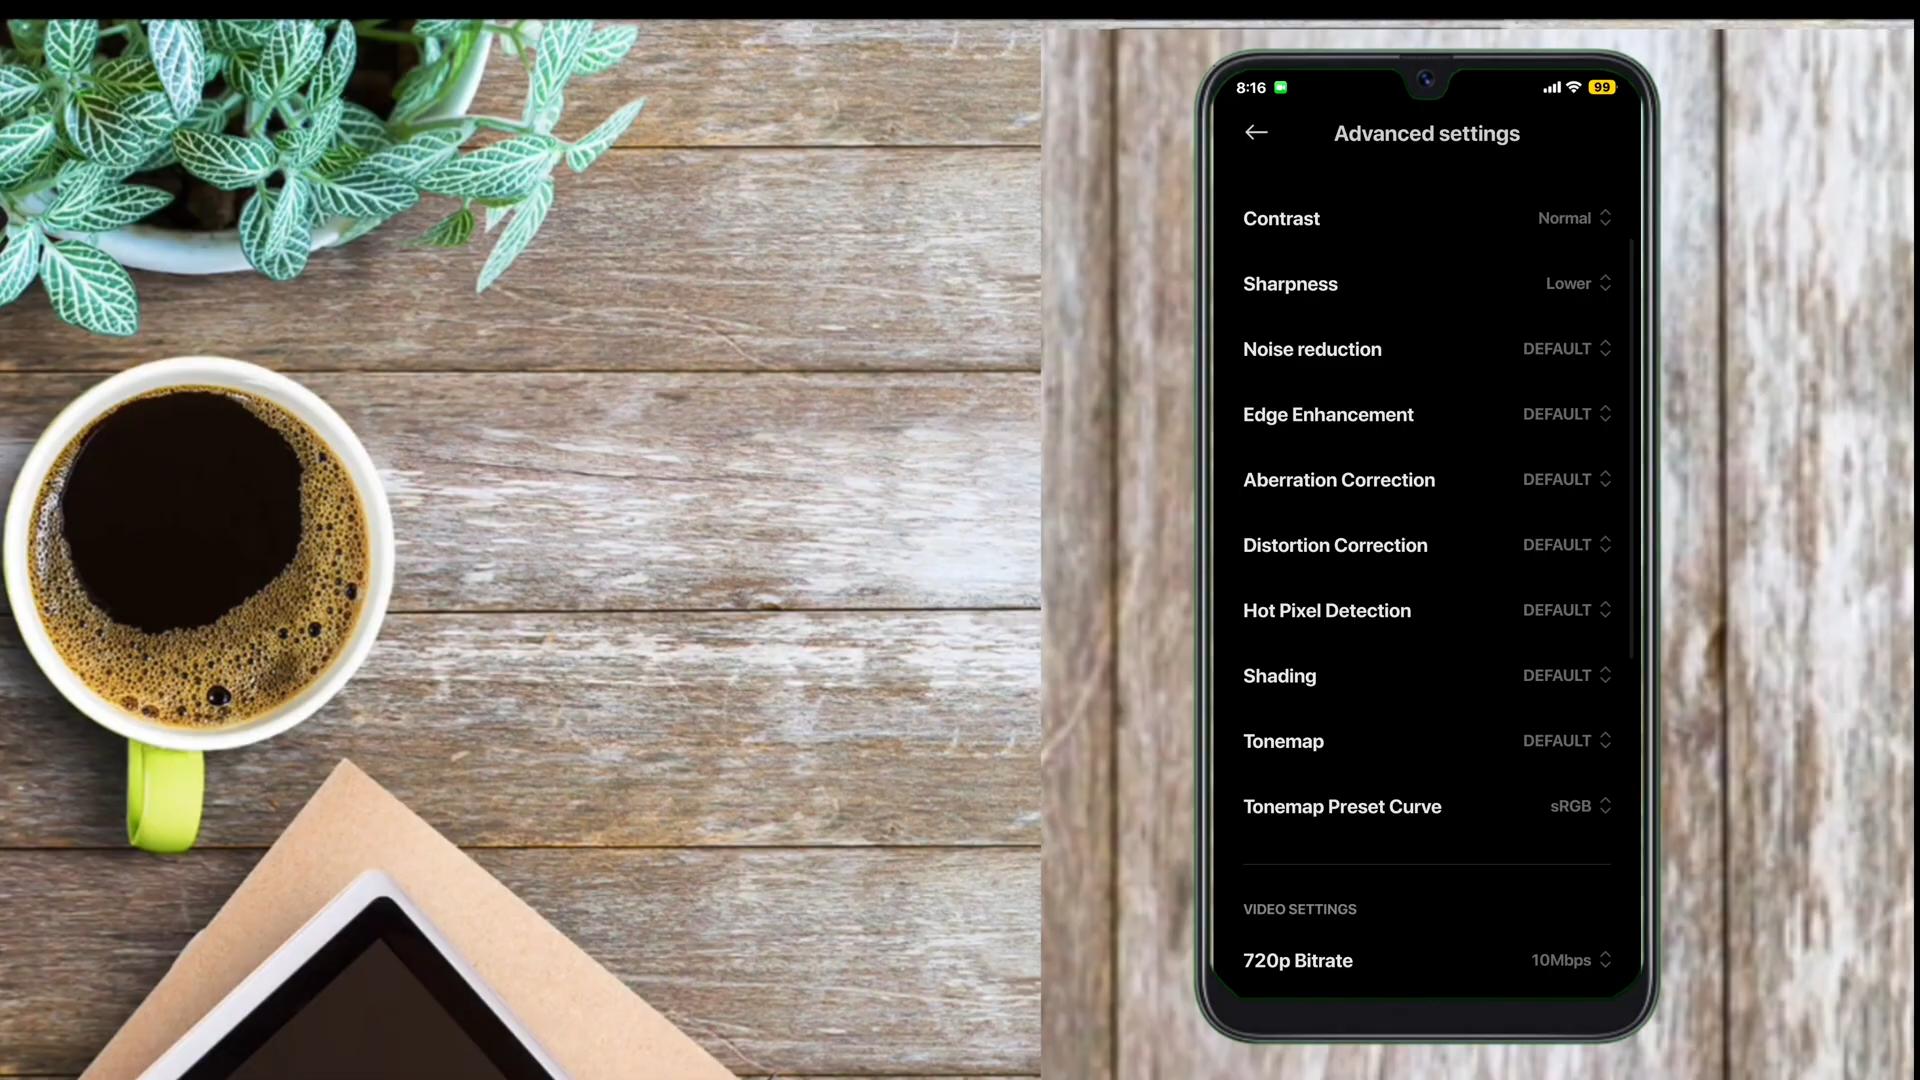 8:16 99
Advanced settings
Contrast Normal
Sharpness Lower
Noise reduction DEFAULT
Edge Enhancement DEFAULT
Aberration Correction DEFAULT
Distortion Correction DEFAULT
Hot Pixel Detection DEFAULT
Shading DEFAULT
Tonemap DEFAULT
Tonemap Preset Curve sRGB
VIDEO SETTINGS
720p Bitrate 10Mbps